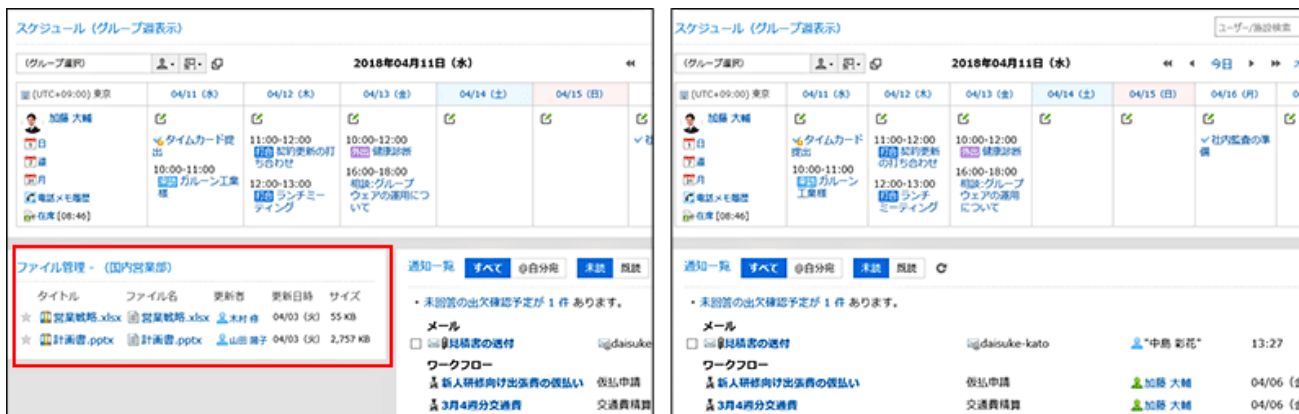 スケジュール (グループ週表示)
(グループ選択)
2018年04月11日 (水)
(UTC+09:00) 東京
04/11 (水)
04/12 (木)
04/13 (金)
04/14 (土)
04/15 (日)
加藤 大輔
日
週
月
電話メモ履歴
在席 [08:46]
タイムカード提
出
10:00-11:00
来訪 ガルーン工業
様
11:00-12:00
打合 契約更新の打
ち合わせ
12:00-13:00
打合 ランチミー
ティング
10:00-12:00
外出 健康診断
16:00-18:00
相談:グループ
ウェアの運用につ
いて
ファイル管理 - (国内営業部)
タイトル ファイル名 更新者 更新日時 サイズ
営業戦略.xlsx 営業戦略.xlsx 木村 修 04/03 (火) 55 KB
計画書.pptx 計画書.pptx 山田 陽子 04/03 (火) 2,757 KB
通知一覧 すべて @自分宛 未読 既読
・未回答の出欠確認予定が 1 件 あります。
メール
見積書の送付 daisuke
ワークフロー
新人研修向け出張費の仮払い 仮払申請
3月4週分交通費 交通費積算
スケジュール (グループ週表示)
ユーザー/施設検索
(グループ選択)
2018年04月11日 (水)
今日
(UTC+09:00) 東京
04/11 (水)
04/12 (木)
04/13 (金)
04/14 (土)
04/15 (日)
04/16 (月)
加藤 大輔
日
週
月
電話メモ履歴
在席 [08:46]
タイムカード
提出
10:00-11:00
来訪 ガルーン
工業様
11:00-12:00
打合 契約更新
の打ち合わせ
12:00-13:00
打合 ランチ
ミーティング
10:00-12:00
外出 健康診断
16:00-18:00
相談:グループ
ウェアの運用
について
社内監査の準
備
通知一覧 すべて @自分宛 未読 既読
・未回答の出欠確認予定が 1 件 あります。
メール
見積書の送付 daisuke-kato "中島 彩花" 13:27
ワークフロー
新人研修向け出張費の仮払い 仮払申請 加藤 大輔 04/06
3月4週分交通費 交通費積算 加藤 大輔 04/06